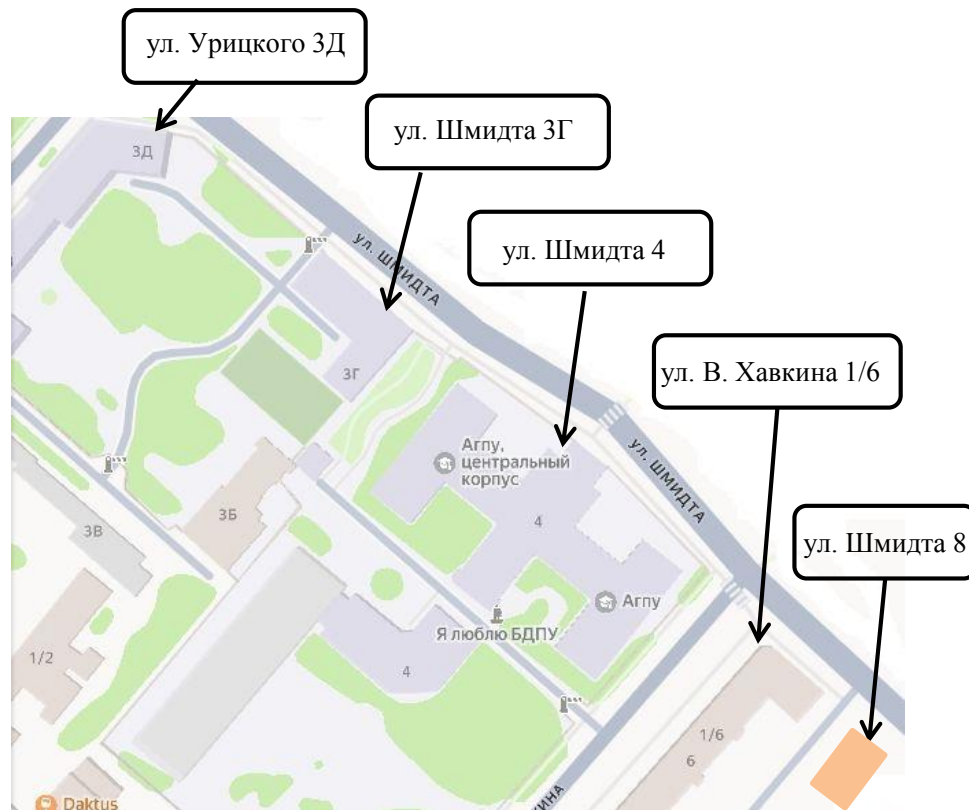 ул. Урицкого 3Д
ул. Шмидта 3Г
3Д
ул. Шмидта 4
ул. ШМИДТА
ул. В. Хавкина 1/6
3Г
Агпу,
центральный
корпус
ул. ШМИДТА
3Б
4
3В
ул. Шмидта 8
Агпу
Я люблю БДПУ
1/2
4
1/6
6
Daktus
КИНА